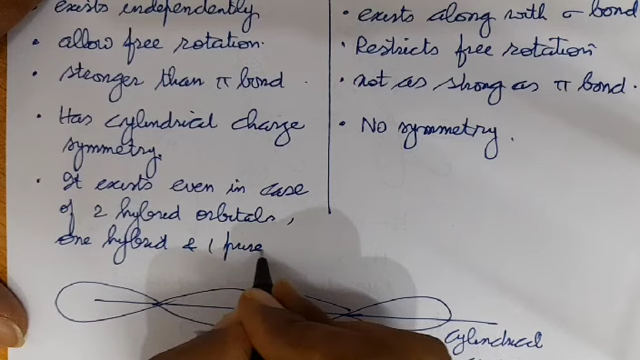 • exists independently
• allow free rotation.
• stronger than π bond
• Has cylindrical charge
symmetry.
• It exists even in case
of 2 hybred orbitals,
one hybrid & 1 pure
• exists along with σ bond
• Restricts free rotation
• not as strong as π bond.
• No symmetry.
cylindrical